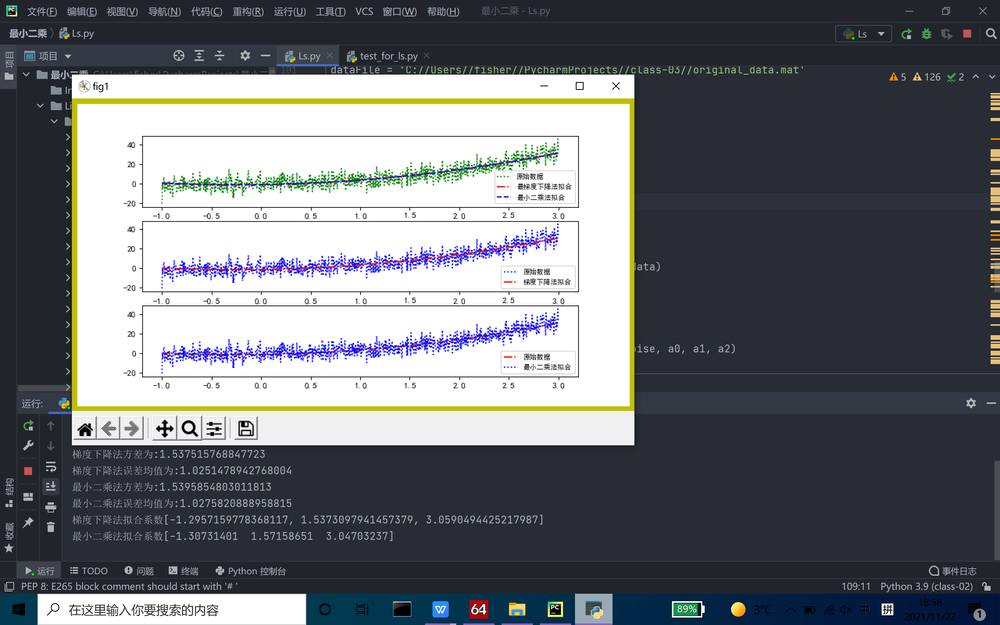 文件(F) 编辑(E) 视图(V) 导航(N) 代码(C) 重构(R) 运行(U) 工具(T) VCS 窗口(W) 帮助(H) 最小二乘 - Ls.py
最小二乘 Ls.py
Ls
项目
项目
Ls.py
test_for_ls.py
最小二乘 C:\Users\fisher\PycharmProjects\最小二乘
101
dataFile = 'C://Users//fisher//PycharmProjects//class-03//original_data.mat'
5 126 2
fig1
40
20
0
-20
-1.0 -0.5 0.0 0.5 1.0 1.5 2.0 2.5 3.0
原始数据
最梯度下降法拟合
最小二乘法拟合
40
20
0
-20
-1.0 -0.5 0.0 0.5 1.0 1.5 2.0 2.5 3.0
原始数据
梯度下降法拟合
40
20
0
-20
-1.0 -0.5 0.0 0.5 1.0 1.5 2.0 2.5 3.0
原始数据
最小二乘法拟合
data)
oise, a0, a1, a2)
运行:
梯度下降法方差为:1.537515768847723
梯度下降法误差均值为:1.0251478942768004
最小二乘法方差为:1.5395854803011813
最小二乘法误差均值为:1.0275820888958815
梯度下降法拟合系数[-1.2957159778368117, 1.5373097941457379, 3.0590494425217987]
最小二乘法拟合系数[-1.30731401 1.57158651 3.04703237]
结构
收藏
运行 TODO 问题 终端 Python 控制台 事件日志
PEP 8: E265 block comment should start with '# '
109:11 Python 3.9 (class-02)
在这里输入你要搜索的内容
64
PC
89%
3°C
中
拼
18:58
2021/11/22
1